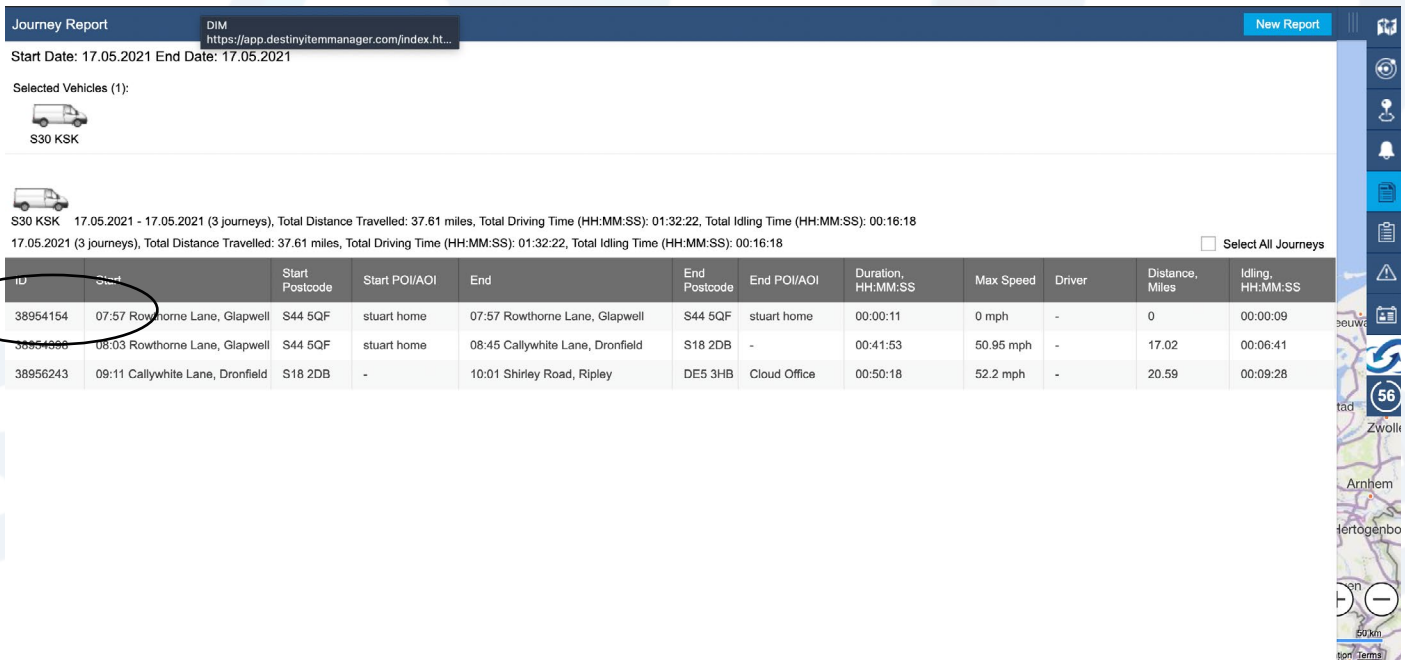 Journey Report
DIM
https://app.destinyitemmanager.com/index.ht...
New Report
Start Date: 17.05.2021 End Date: 17.05.2021
Selected Vehicles (1):
S30 KSK
S30 KSK 17.05.2021 - 17.05.2021 (3 journeys), Total Distance Travelled: 37.61 miles, Total Driving Time (HH:MM:SS): 01:32:22, Total Idling Time (HH:MM:SS): 00:16:18
17.05.2021 (3 journeys), Total Distance Travelled: 37.61 miles, Total Driving Time (HH:MM:SS): 01:32:22, Total Idling Time (HH:MM:SS): 00:16:18
Select All Journeys
ID Start Start Postcode Start POI/AOI End End Postcode End POI/AOI Duration, HH:MM:SS Max Speed Driver Distance, Miles Idling, HH:MM:SS
38954154 07:57 Rowthorne Lane, Glapwell S44 5QF stuart home 07:57 Rowthorne Lane, Glapwell S44 5QF stuart home 00:00:11 0 mph - 0 00:00:09
38954398 08:03 Rowthorne Lane, Glapwell S44 5QF stuart home 08:45 Callywhite Lane, Dronfield S18 2DB - 00:41:53 50.95 mph - 17.02 00:06:41
38956243 09:11 Callywhite Lane, Dronfield S18 2DB - 10:01 Shirley Road, Ripley DE5 3HB Cloud Office 00:50:18 52.2 mph - 20.59 00:09:28
eeuwa
56
tad
Zwolle
Arnhem
Hertogenbo
50 km
tion Terms